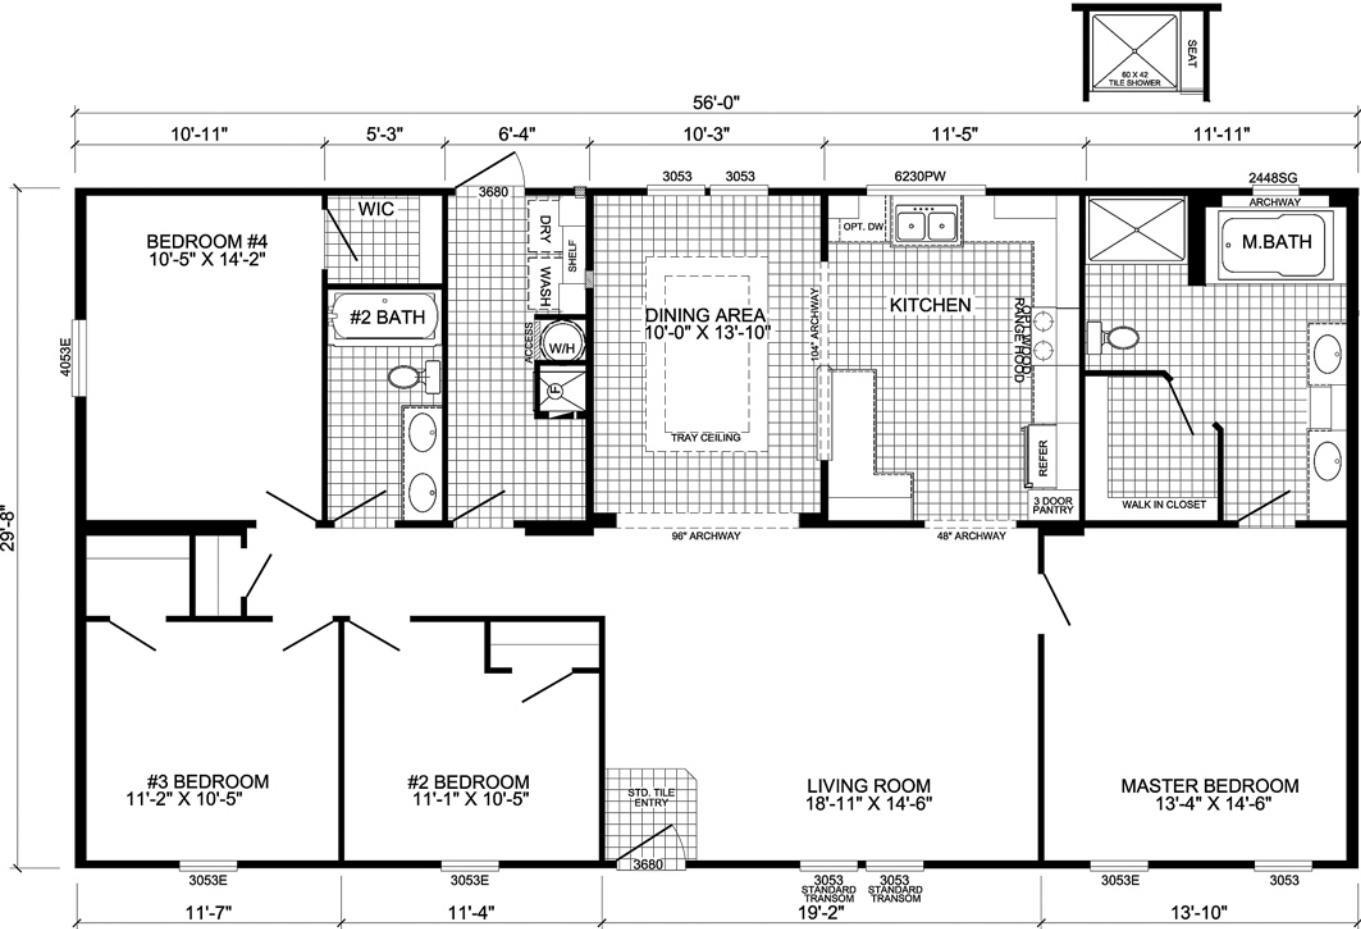 SEAT
60 X 42
TILE SHOWER
56'-0"
10'-11"
5'-3"
6'-4"
10'-3"
11'-5"
11'-11"
3680
3053
3053
6230PW
2448SG
ARCHWAY
WIC
BEDROOM #4
10'-5" X 14'-2"
DRY
SHELF
WASH
OPT. DW
M.BATH
#2 BATH
ACCESS
W/H
F
DINING AREA
10'-0" X 13'-10"
104" ARCHWAY
KITCHEN
OPT. WOOD
RANGE HOOD
4053E
TRAY CEILING
REFER
3 DOOR
PANTRY
WALK IN CLOSET
29'-8"
96" ARCHWAY
48" ARCHWAY
#3 BEDROOM
11'-2" X 10'-5"
#2 BEDROOM
11'-1" X 10'-5"
STD. TILE
ENTRY
LIVING ROOM
18'-11" X 14'-6"
MASTER BEDROOM
13'-4" X 14'-6"
3680
3053E
3053E
3053
STANDARD
TRANSOM
3053
STANDARD
TRANSOM
3053E
3053
11'-7"
11'-4"
19'-2"
13'-10"